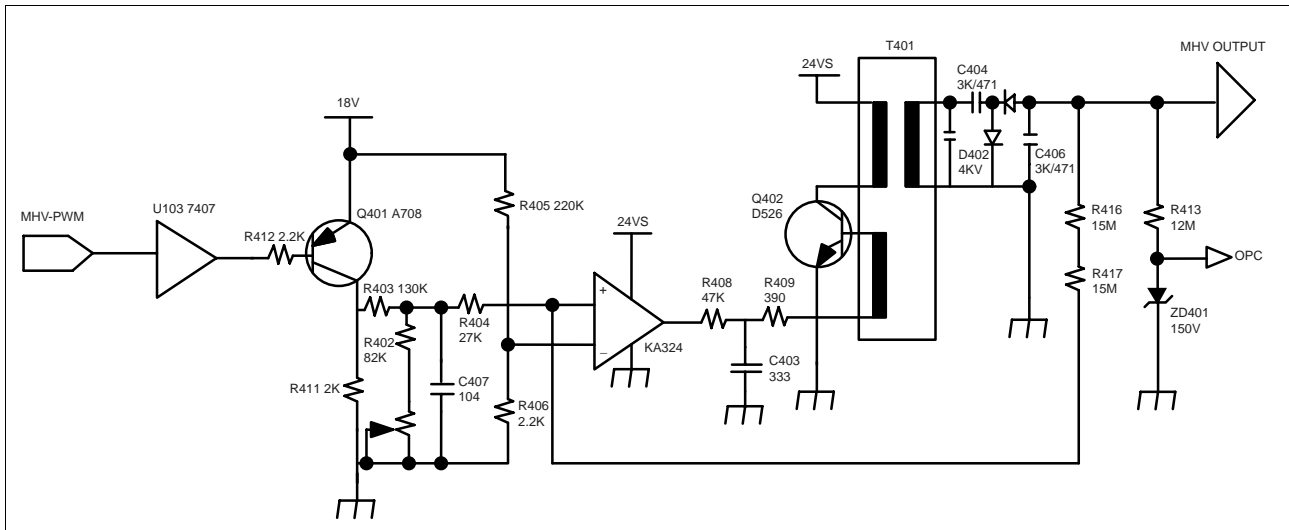 T401
MHV OUTPUT
24VS
C404
3K/471
18V
D402
4KV
C406
3K/471
MHV-PWM
U103 7407
Q401 A708
R405 220K
24VS
Q402
D526
R416
15M
R413
12M
R412 2.2K
R403 130K
R404
27K
+
−
KA324
R408
47K
R409
390
R417
15M
OPC
ZD401
150V
R402
82K
C403
333
R411 2K
C407
104
R406
2.2K